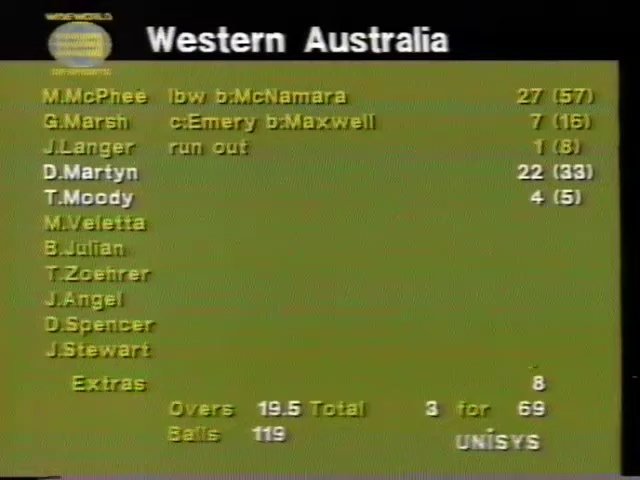 WIDE WORLD
Western Australia
M.McPhee lbw b:McNamara 27 (57)
G.Marsh c:Emery b:Maxwell 7 (16)
J.Langer run out 1 (8)
D.Martyn 22 (33)
T.Moody 4 (5)
M.Veletta
B.Julian
T.Zoehrer
J.Angel
D.Spencer
J.Stewart
Extras 8
Overs 19.5 Total 3 for 69
Balls 119
UNiSYS